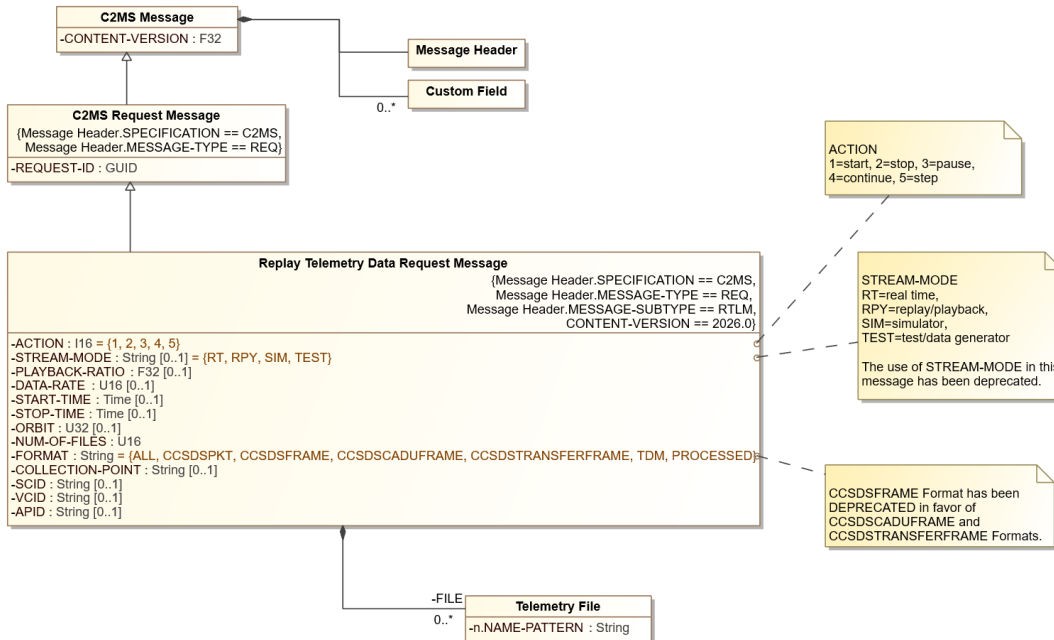 C2MS Message
-CONTENT-VERSION : F32
Message Header
Custom Field
0..*
C2MS Request Message
{Message Header.SPECIFICATION == C2MS,
Message Header.MESSAGE-TYPE == REQ}
-REQUEST-ID : GUID
ACTION
1=start, 2=stop, 3=pause,
4=continue, 5=step
Replay Telemetry Data Request Message
{Message Header.SPECIFICATION == C2MS,
Message Header.MESSAGE-TYPE == REQ,
Message Header.MESSAGE-SUBTYPE == RTLM,
CONTENT-VERSION == 2026.0}
-ACTION : I16 = {1, 2, 3, 4, 5}
-STREAM-MODE : String [0..1] = {RT, RPY, SIM, TEST}
-PLAYBACK-RATIO : F32 [0..1]
-DATA-RATE : U16 [0..1]
-START-TIME : Time [0..1]
-STOP-TIME : Time [0..1]
-ORBIT : U32 [0..1]
-NUM-OF-FILES : U16
-FORMAT : String = {ALL, CCSDSPKT, CCSDSFRAME, CCSDSCADUFRAME, CCSDSTRANSFERFRAME, TDM, PROCESSED}
-COLLECTION-POINT : String [0..1]
-SCID : String [0..1]
-VCID : String [0..1]
-APID : String [0..1]
STREAM-MODE
RT=real time,
RPY=replay/playback,
SIM=simulator,
TEST=test/data generator
The use of STREAM-MODE in this
message has been deprecated.
CCSDSFRAME Format has been
DEPRECATED in favor of
CCSDSCADUFRAME and
CCSDSTRANSFERFRAME Formats.
-FILE
0..*
Telemetry File
-n.NAME-PATTERN : String